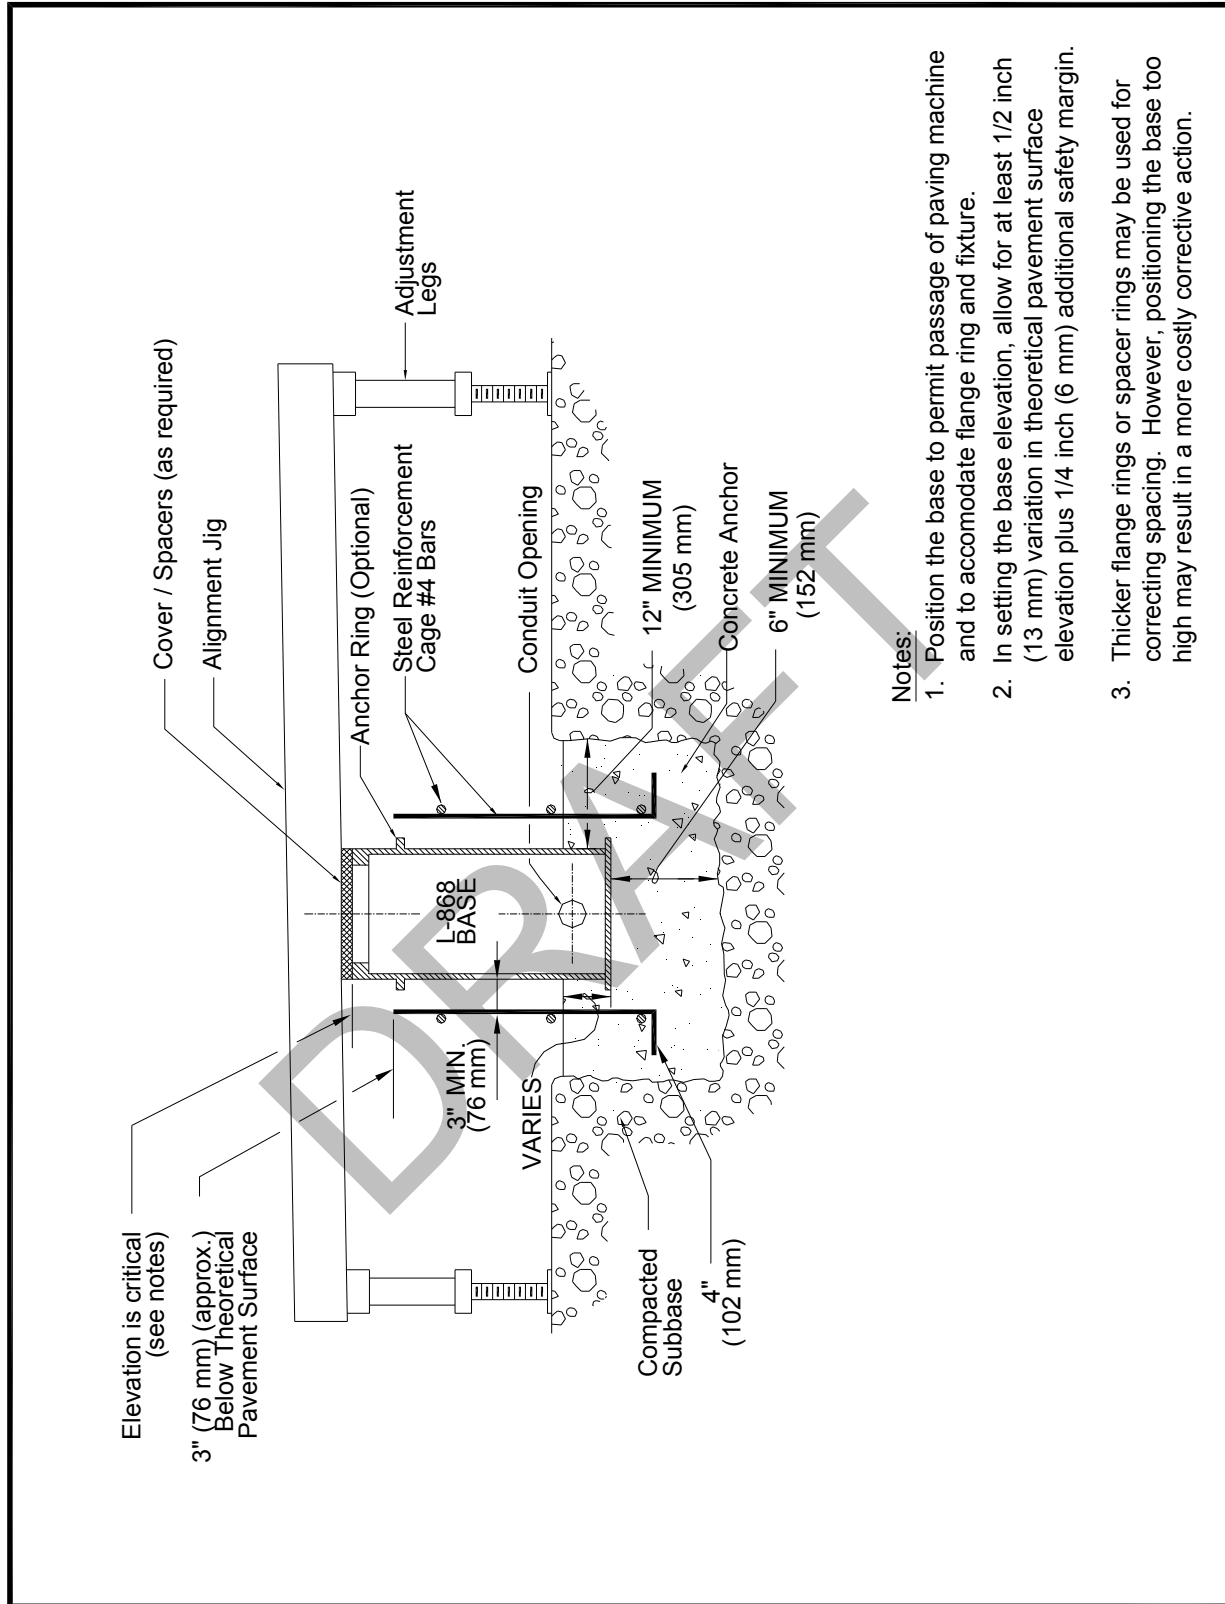 Elevation is critical
(see notes)
3" (76 mm) (approx.)
Below Theoretical
Pavement Surface
Cover / Spacers (as required)
Alignment Jig
Anchor Ring (Optional)
Steel Reinforcement
Cage #4 Bars
Adjustment
Legs
Conduit Opening
L-868
BASE
3" MIN.
(76 mm)
VARIES
12" MINIMUM
(305 mm)
Concrete Anchor
6" MINIMUM
(152 mm)
Compacted
Subbase
4"
(102 mm)
DRAFT
Notes:
1. Position the base to permit passage of paving machine
and to accomodate flange ring and fixture.
2. In setting the base elevation, allow for at least 1/2 inch
(13 mm) variation in theoretical pavement surface
elevation plus 1/4 inch (6 mm) additional safety margin.
3. Thicker flange rings or spacer rings may be used for
correcting spacing. However, positioning the base too
high may result in a more costly corrective action.